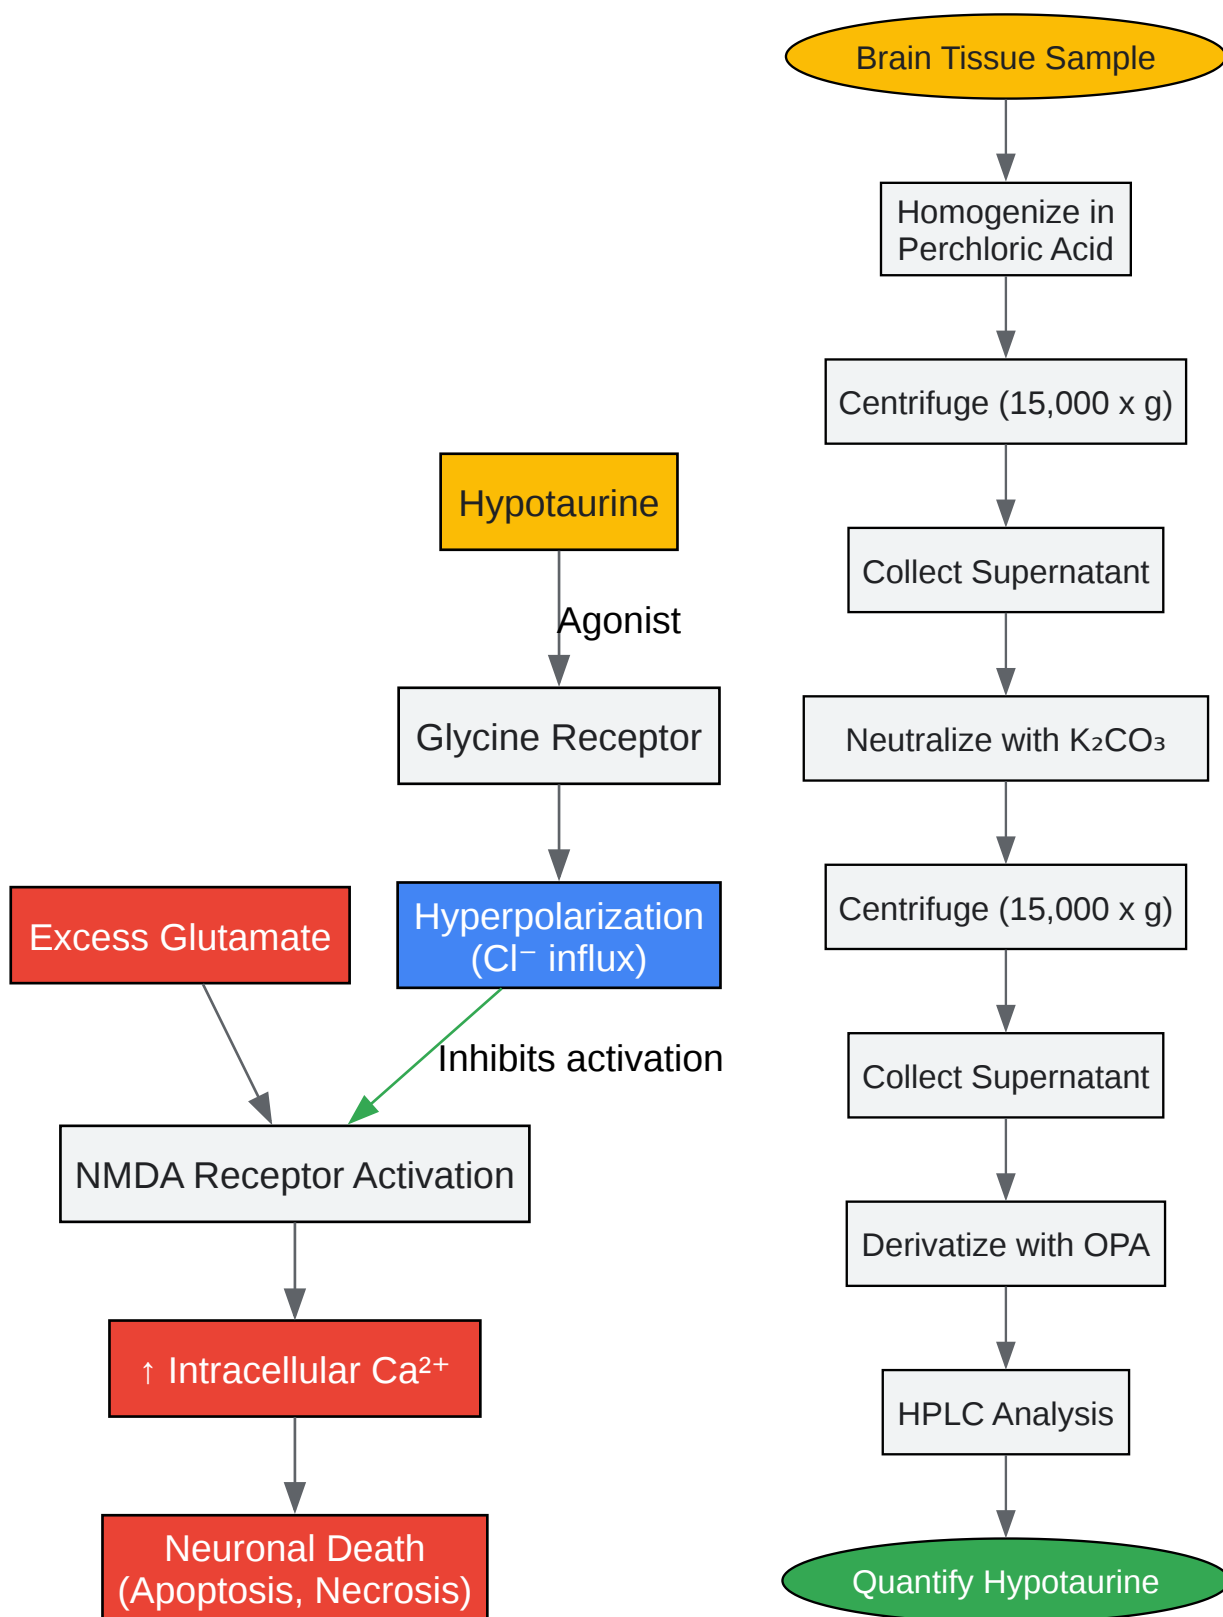 Hypotaurine
Agonist
Glycine Receptor
Excess Glutamate
Hyperpolarization
(Cl⁻ influx)
Inhibits activation
NMDA Receptor Activation
↑ Intracellular Ca²⁺
Neuronal Death
(Apoptosis, Necrosis)
Brain Tissue Sample
Homogenize in
Perchloric Acid
Centrifuge (15,000 x g)
Collect Supernatant
Neutralize with K₂CO₃
Centrifuge (15,000 x g)
Collect Supernatant
Derivatize with OPA
HPLC Analysis
Quantify Hypotaurine